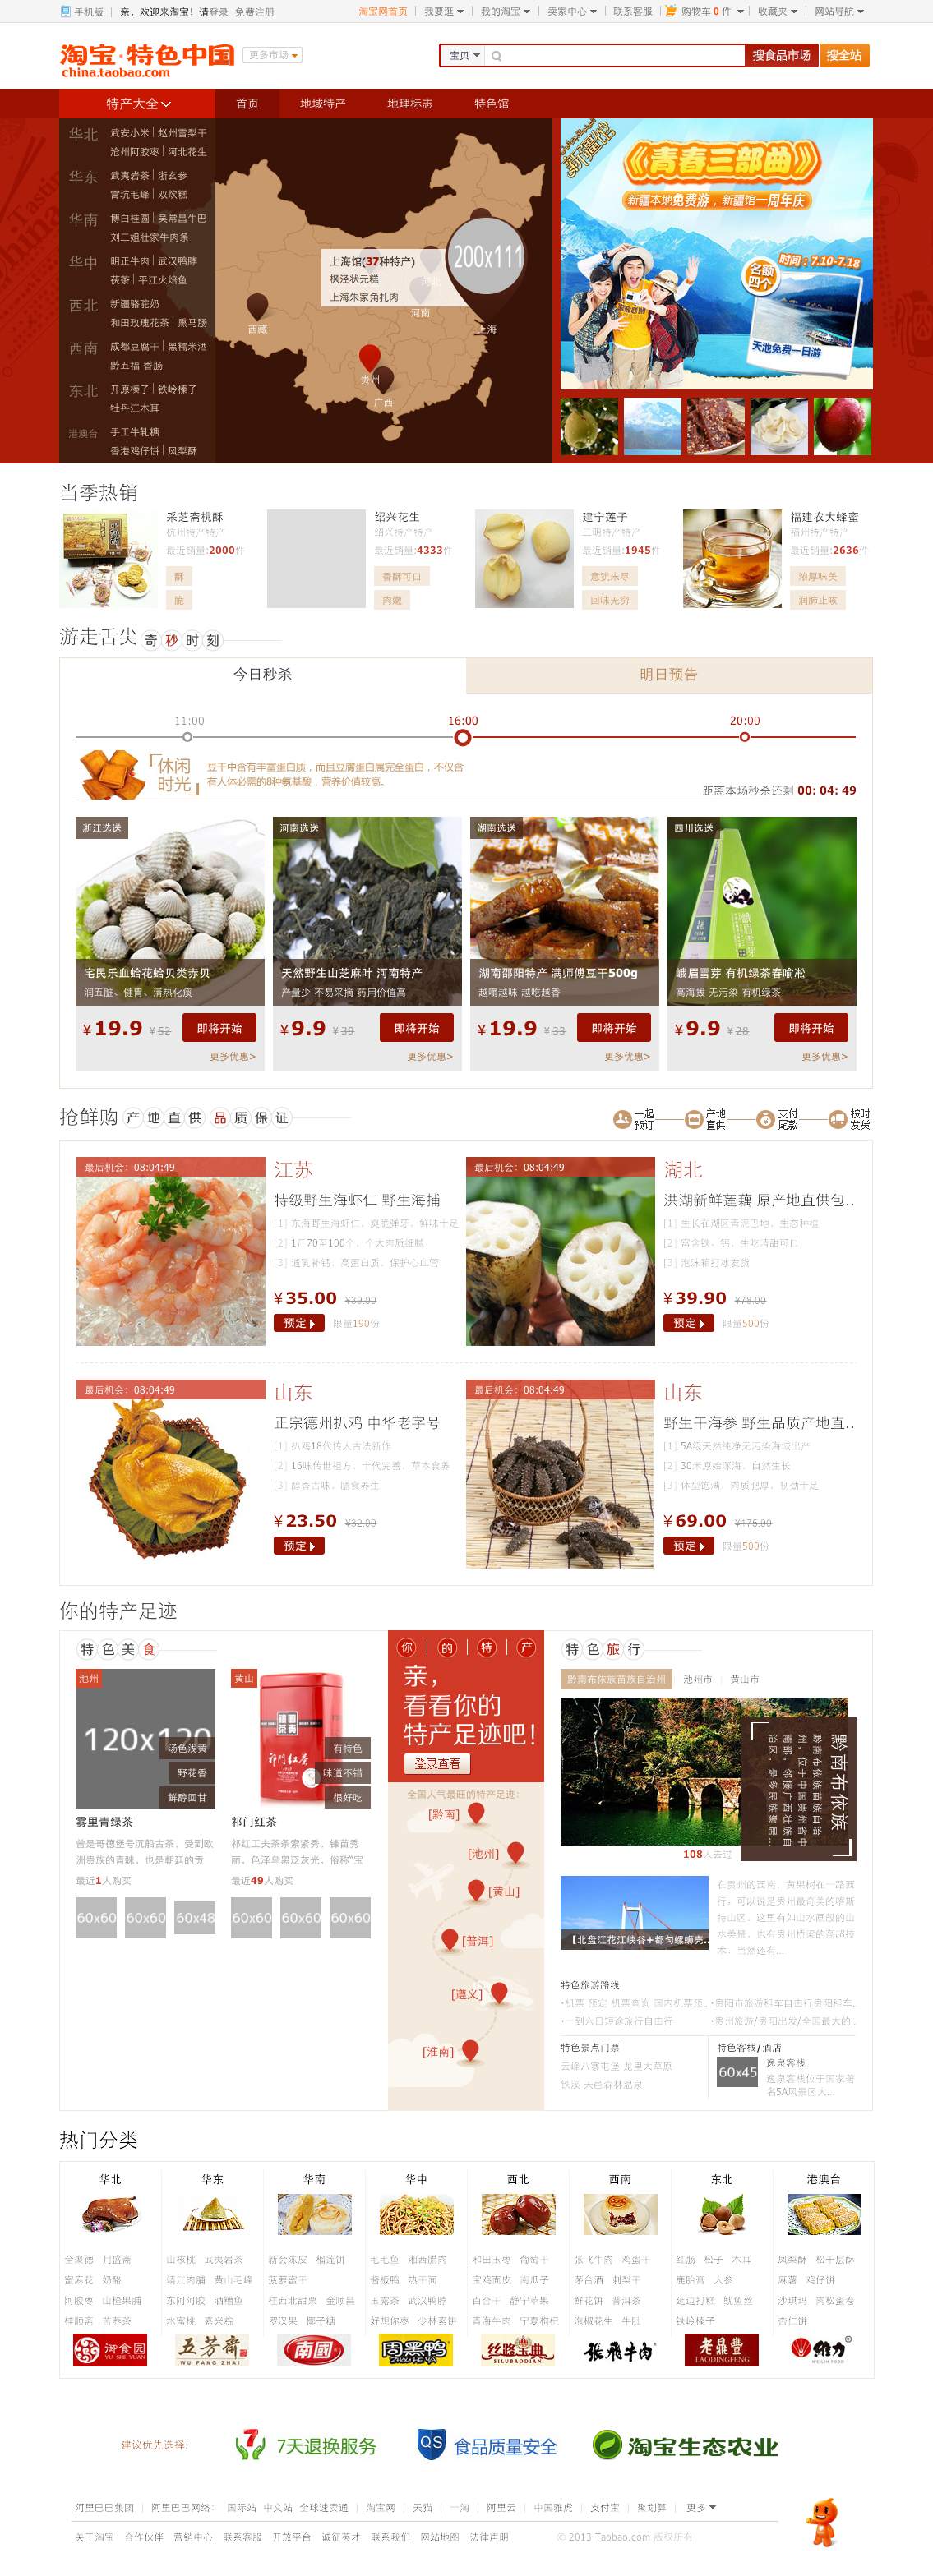 手机版 | 亲，欢迎来淘宝！请登录 免费注册
淘宝网首页 | 我要逛 | 我的淘宝 | 卖家中心 | 联系客服 | 购物车 0 件 | 收藏夹 | 网站导航
淘宝·特色中国
china.taobao.com
更多市场
宝贝
搜食品市场
搜全站
特产大全 首页 地域特产 地理标志 特色馆
华北 武安小米 | 赵州雪梨干
沧州阿胶枣 | 河北花生
华东 武夷岩茶 | 浙玄参
霄坑毛峰 | 双炊糕
华南 博白桂圆 | 吴常昌牛巴
刘三姐壮家牛肉条
华中 明正牛肉 | 武汉鸭脖
茯茶 | 平江火焙鱼
西北 新疆骆驼奶
和田玫瑰花茶 | 熏马肠
西南 成都豆腐干 | 黑糯米酒
黔五福 香肠
东北 开原榛子 | 铁岭榛子
牡丹江木耳
港澳台 手工牛轧糖
香港鸡仔饼 | 凤梨酥
上海馆(37种特产)
枫泾状元糕
上海朱家角扎肉
200x111
河南
上海
西藏
贵州
广西
新疆馆
《青春三部曲》
新疆本地免费游，新疆馆一周年庆
时间：7.10-7.18
名额四个
天池免费一日游
当季热销
采芝斋桃酥
杭州特产特产
最近销量:2000件
酥
脆
绍兴花生
绍兴特产特产
最近销量:4333件
香酥可口
肉嫩
建宁莲子
三明特产特产
最近销量:1945件
意犹未尽
回味无穷
福建农大蜂蜜
福州特产特产
最近销量:2636件
浓厚味美
润肺止咳
游走舌尖 奇秒时刻
今日秒杀
明日预告
11:00
16:00
20:00
休闲时光
豆干中含有丰富蛋白质，而且豆腐蛋白属完全蛋白，不仅含
有人体必需的8种氨基酸，营养价值较高。
距离本场秒杀还剩 00: 04: 49
浙江选送
宅民乐血蛤花蛤贝类赤贝
润五脏、健胃、清热化痰
¥19.9 ¥52 即将开始
更多优惠>
河南选送
天然野生山芝麻叶 河南特产
产量少 不易采摘 药用价值高
¥9.9 ¥39 即将开始
更多优惠>
湖南选送
湖南邵阳特产 满师傅豆干500g
越嚼越味 越吃越香
¥19.9 ¥33 即将开始
更多优惠>
四川选送
峨眉雪芽 有机绿茶春喻凇
高海拔 无污染 有机绿茶
¥9.9 ¥28 即将开始
更多优惠>
抢鲜购 产地直供 品质保证
一起预订
产地直供
支付尾款
按时发货
最后机会：08:04:49
江苏
特级野生海虾仁 野生海捕
[1] 东海野生海虾仁，爽脆弹牙，鲜味十足
[2] 1斤70至100个，个大肉质细腻
[3] 通乳补钙，高蛋白质，保护心血管
¥35.00 ¥39.00
预定 限量190份
最后机会：08:04:49
湖北
洪湖新鲜莲藕 原产地直供包..
[1] 生长在湖区青泥巴地，生态种植
[2] 富含铁、钙，生吃清甜可口
[3] 泡沫箱打冰发货
¥39.90 ¥78.00
预定 限量500份
最后机会：08:04:49
山东
正宗德州扒鸡 中华老字号
[1] 扒鸡18代传人古法新作
[2] 16味传世祖方，十代完善，草本食养
[3] 醇香古味，膳食养生
¥23.50 ¥32.00
预定
最后机会：08:04:49
山东
野生干海参 野生品质产地直..
[1] 5A级天然纯净无污染海域出产
[2] 30米原始深海，自然生长
[3] 体型饱满，肉质肥厚，韧劲十足
¥69.00 ¥175.00
预定 限量500份
你的特产足迹
特色美食
池州
120x120
汤色浅黄
野花香
鲜醇回甘
雾里青绿茶
曾是哥德堡号沉船古茶，受到欧
洲贵族的青睐，也是朝廷的贡
最近1人购买
60x60 60x60 60x48
黄山
有特色
味道不错
很好吃
祁门红茶
祁红工夫茶条索紧秀，锋苗秀
丽，色泽乌黑泛灰光，俗称"宝
最近49人购买
60x60 60x60 60x60
你 | 的 | 特 | 产
亲，
看看你的
特产足迹吧!
登录查看
全国人气最旺的特产足迹:
[黔南]
[池州]
[黄山]
[普洱]
[遵义]
[淮南]
特色旅行
黔南布依族苗族自治州 | 池州市 | 黄山市
黔南布依族
黔南布依族苗族自治
州，位于中国贵州省中
南部，邻接广西壮族自
治区，是多民族聚居...
108人去过
【北盘江花江峡谷+都匀螺蛳壳..
在贵州的西南，黄果树在一路西
行，可以说是贵州最奇美的喀斯
特山区。这里有如山水画般的山
水美景，也有贵州桥梁的高超技
术，当然还有...
特色旅游路线
·机票 预定 机票查询 国内机票预..
·贵阳市旅游租车自由行贵阳租车..
·一到六日短途旅行自由行
·贵州旅游/贵阳出发/全国最大的..
特色景点门票
云峰八寨屯堡 龙里大草原
铁溪 天邑森林温泉
特色客栈/酒店
60x45
逸泉客栈
逸泉客栈位于国家著
名5A风景区大...
热门分类
华北 华东 华南 华中 西北 西南 东北 港澳台
全聚德 月盛斋 山核桃 武夷岩茶 新会陈皮 榴莲饼 毛毛鱼 湘西腊肉 和田玉枣 葡萄干 张飞牛肉 鸡蛋干 红肠 松子 木耳 凤梨酥 松千层酥
蜜麻花 奶酪 靖江肉脯 黄山毛峰 菠萝蜜干 酱板鸭 热干面 宝鸡面皮 南瓜子 茅台酒 刺梨干 鹿胎膏 人参 麻薯 鸡仔饼
阿胶枣 山楂果脯 东阿阿胶 酒糟鱼 桂西北甜栗 金顺昌 玉露茶 武汉鸭脖 百合干 静宁苹果 鲜花饼 普洱茶 延边打糕 鱿鱼丝 沙琪玛 肉松蛋卷
桂顺斋 苦荞茶 水蜜桃 嘉兴粽 罗汉果 椰子糖 好想你枣 少林素饼 青海牛肉 宁夏枸杞 泡椒花生 牛肚 铁岭榛子 杏仁饼
御食园
YU SHI YUAN
五芳斋
WU FANG ZHAI
南國
周黑鸭
ZHOU HEI YA
丝路宝典
SILUBAODIAN
张飞牛肉
老鼎豐
LAODINGFENG
维力
建议优先选择:
7天退换服务
QS 食品质量安全
淘宝生态农业
阿里巴巴集团 | 阿里巴巴网络： 国际站 中文站 全球速卖通 | 淘宝网 | 天猫 | 一淘 | 阿里云 | 中国雅虎 | 支付宝 | 聚划算 | 更多
关于淘宝 合作伙伴 营销中心 联系客服 开放平台 诚征英才 联系我们 网站地图 法律声明 © 2013 Taobao.com 版权所有